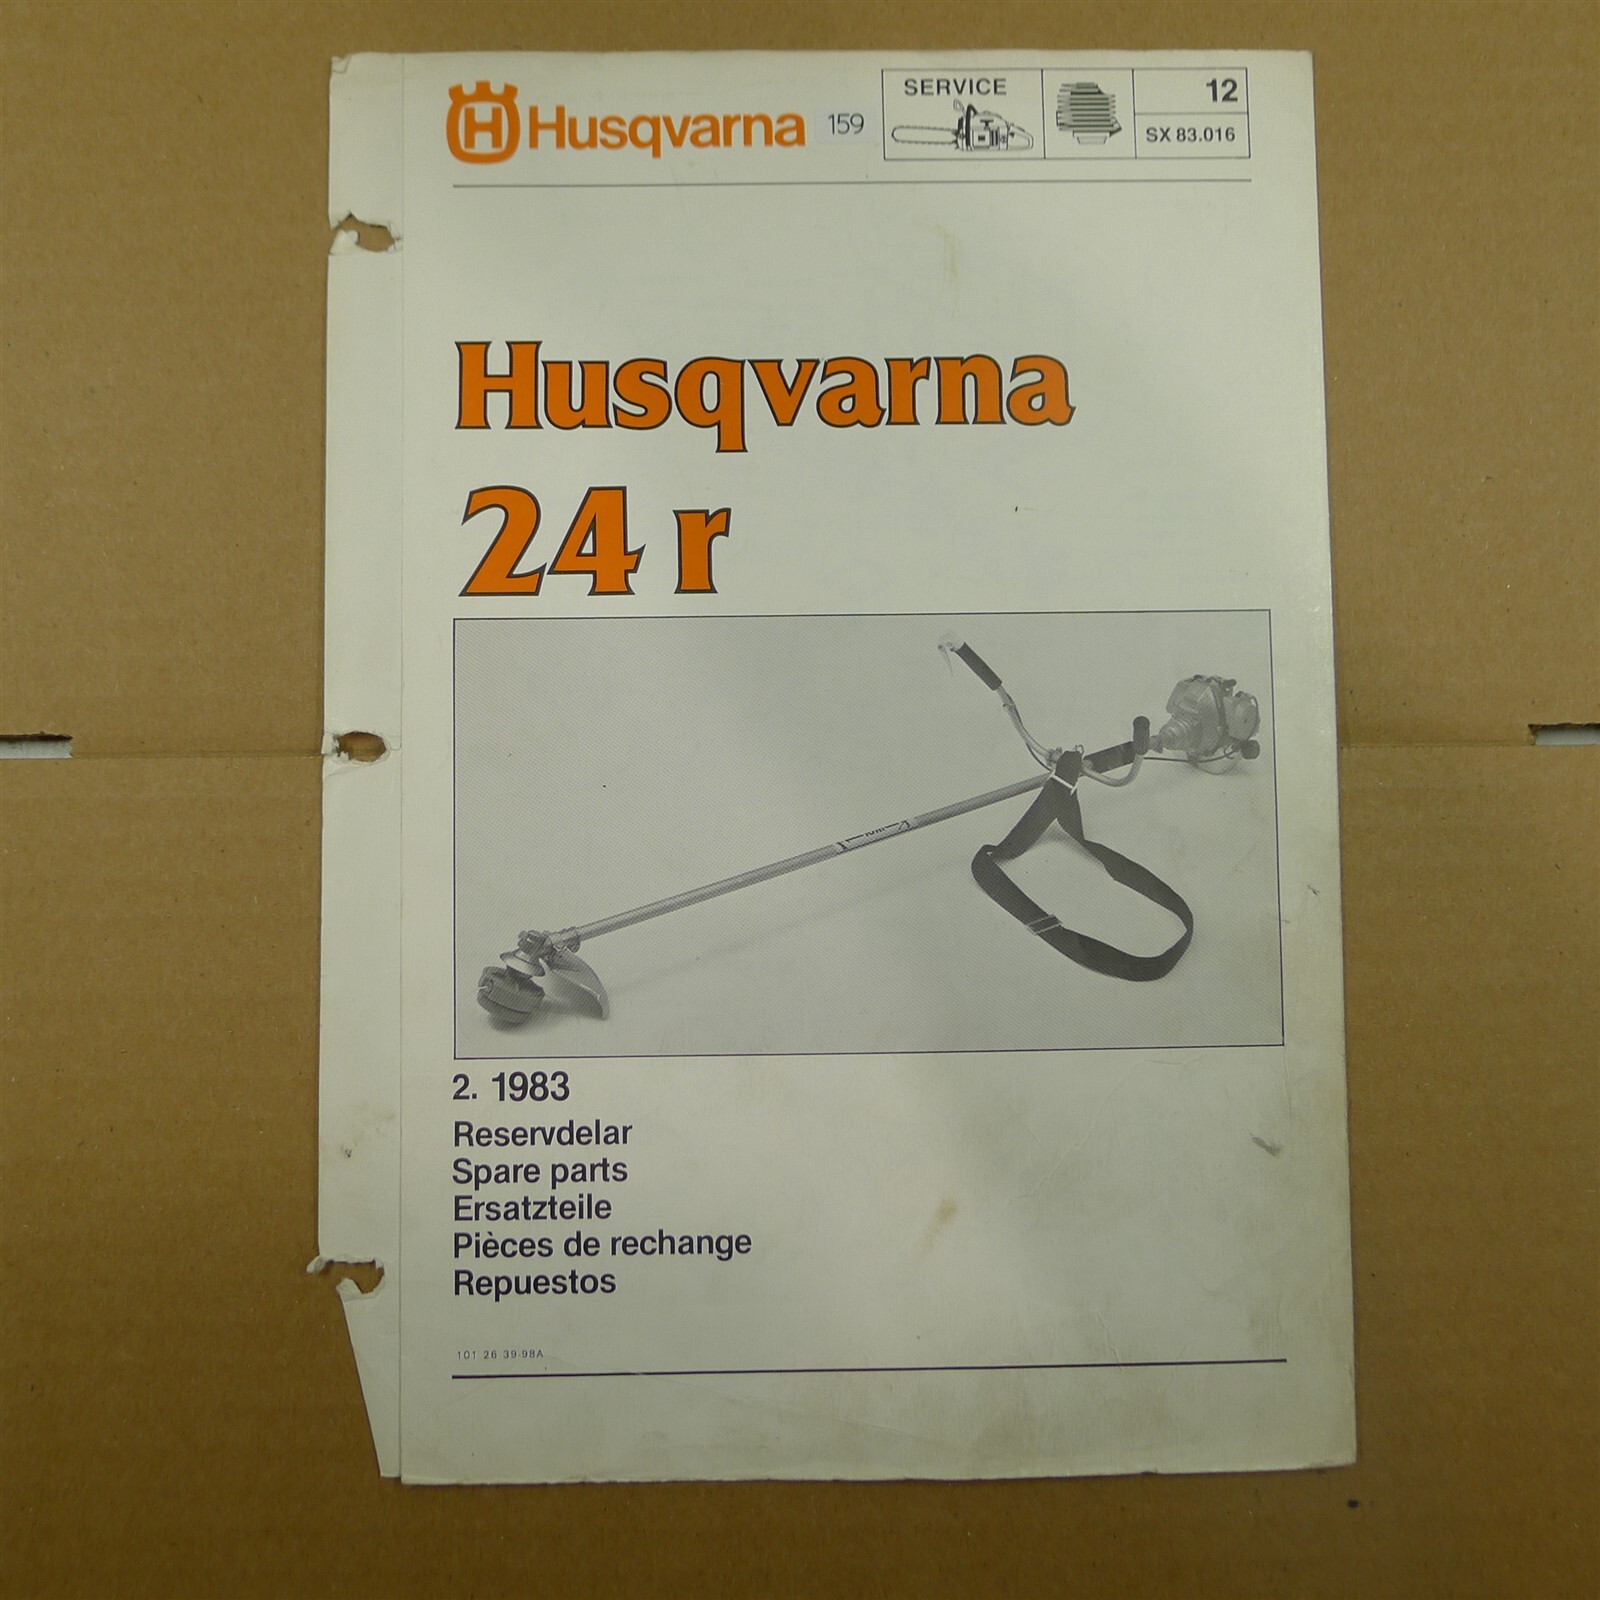 Husqvarna 159
SERVICE
12
SX 83.016
Husqvarna
24 r
2. 1983
Reservdelar
Spare parts
Ersatzteile
Pièces de rechange
Repuestos
101 26 39-98A